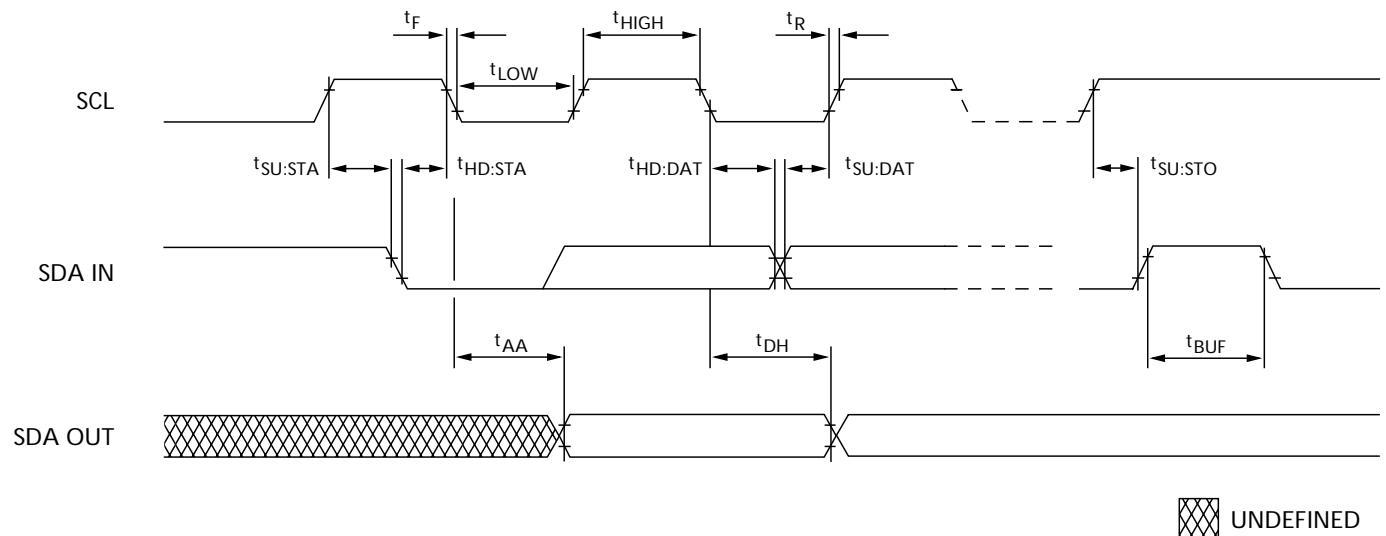 tF
tHIGH
tR
tLOW
SCL
tSU:STA
tHD:STA
tHD:DAT
tSU:DAT
tSU:STO
SDA IN
tAA
tDH
tBUF
SDA OUT
UNDEFINED